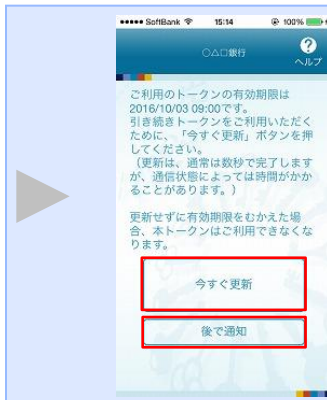 SoftBank 15:14 100%
○△□銀行
?
ヘルプ
ご利用のトークンの有効期限は
2016/10/03 09:00です。
引き続きトークンをご利用いただく
ために、「今すぐ更新」ボタンを押
してください。
（更新は、通常は数秒で完了します
が、通信状態によっては時間がかか
ることがあります。）
更新せずに有効期限をむかえた場
合、本トークンはご利用できなくな
ります。
今すぐ更新
後で通知